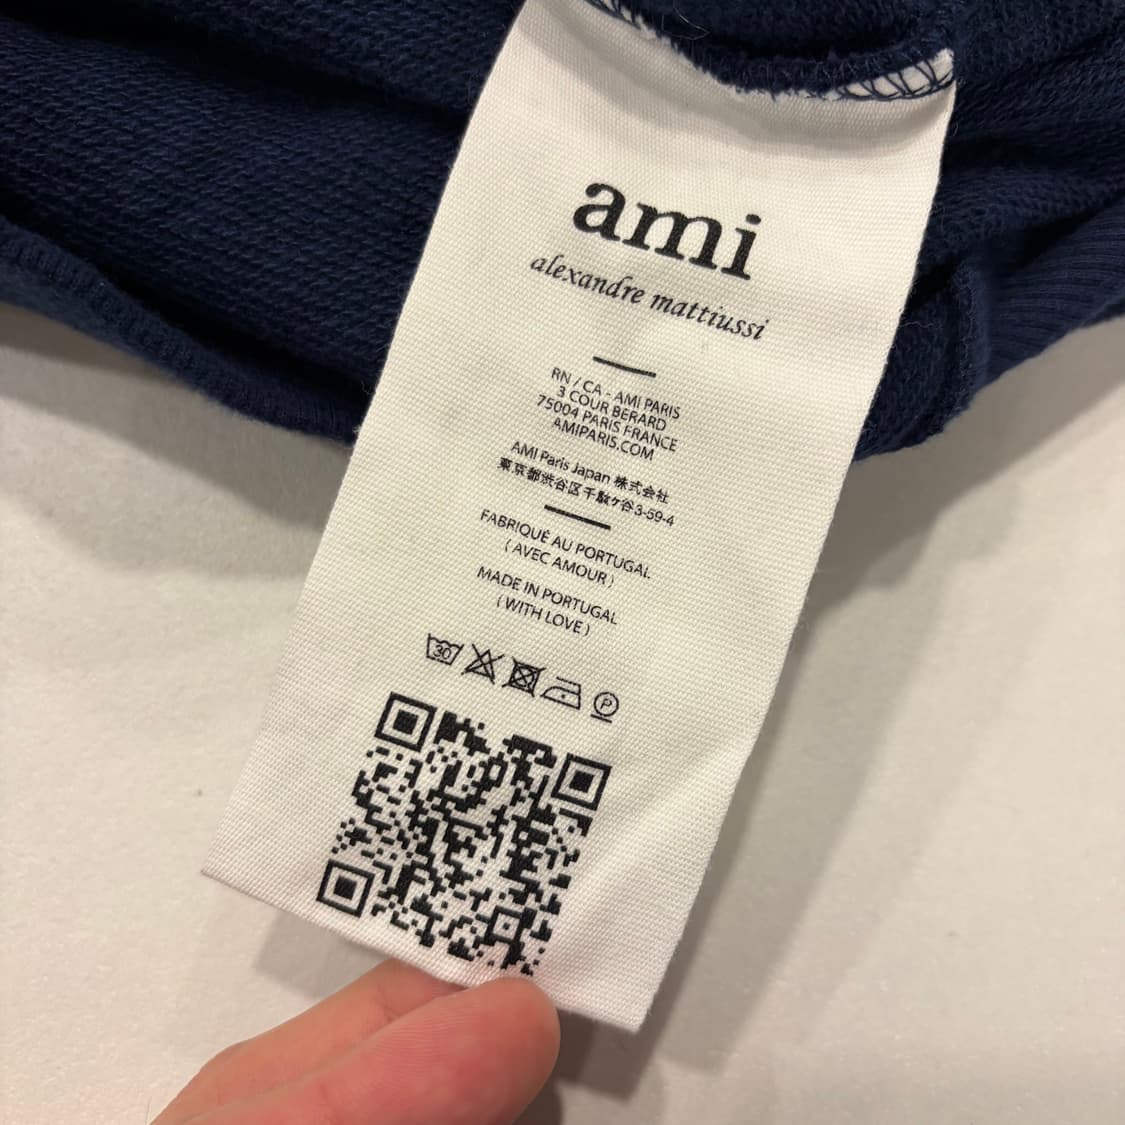 ami
alexandre mattiussi
RN / CA - AMI PARIS
3 COUR BERARD
75004 PARIS FRANCE
AMIPARIS.COM
AMI Paris Japan 株式会社
東京都渋谷区千駄ヶ谷3-59-4
FABRIQUÉ AU PORTUGAL
( AVEC AMOUR )
MADE IN PORTUGAL
( WITH LOVE )
30
P